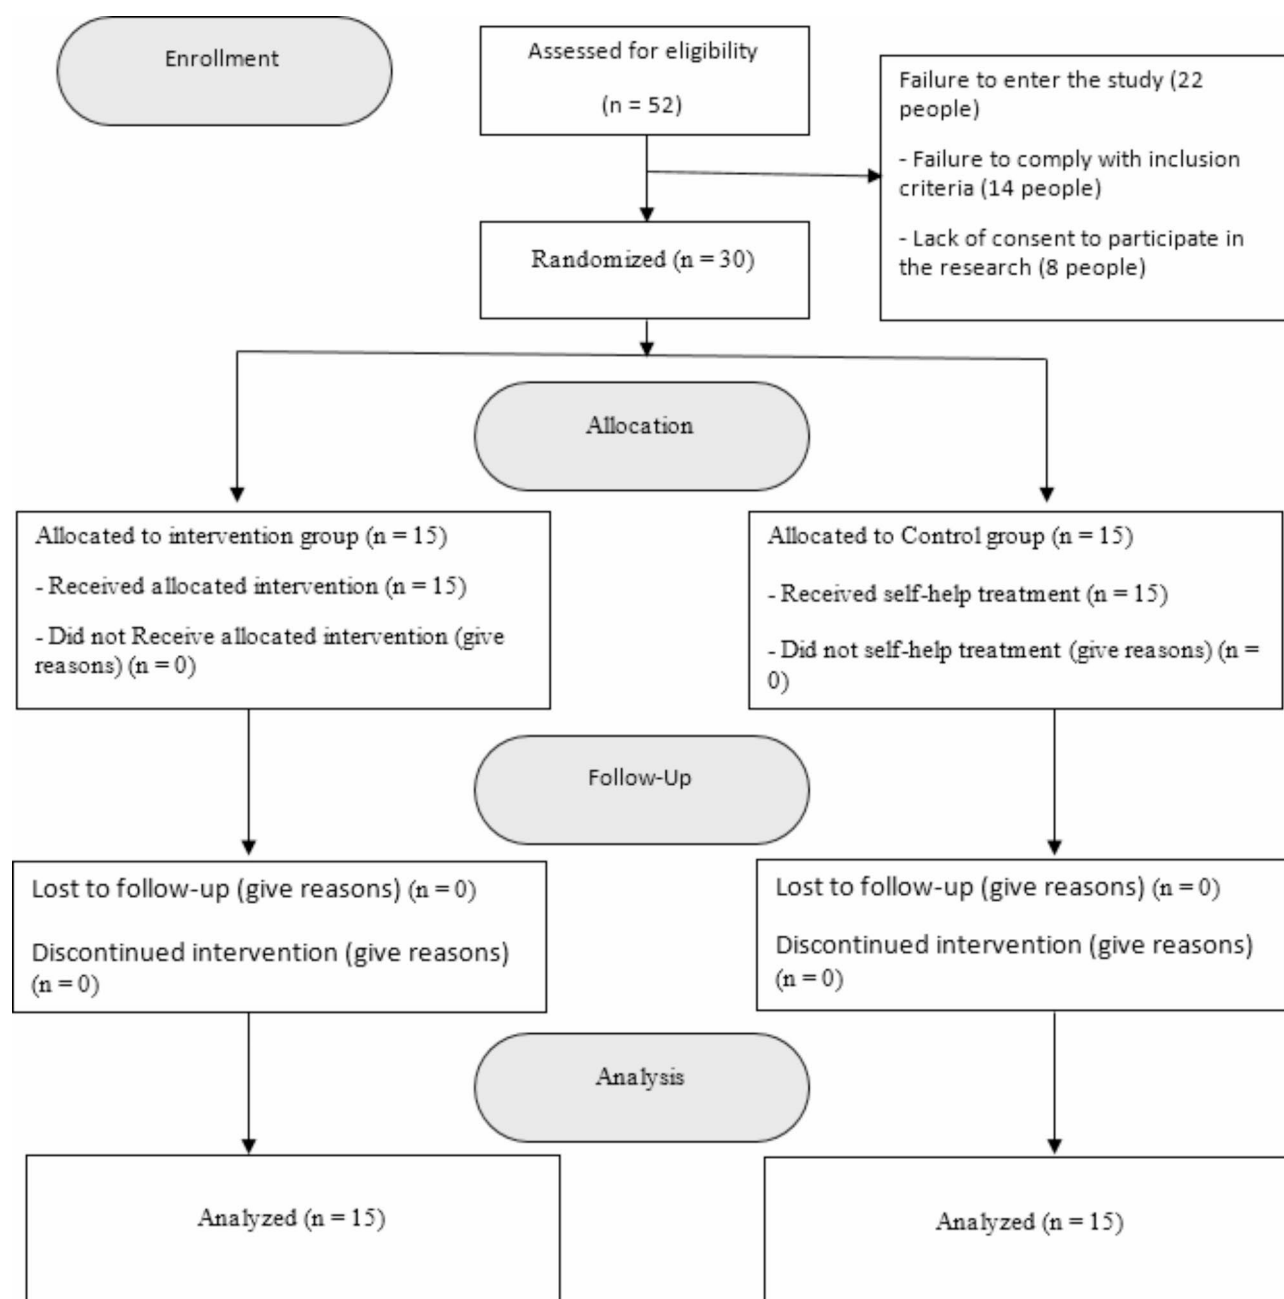 Enrollment
Assessed for eligibility
(n = 52)
Failure to enter the study (22
people)
- Failure to comply with inclusion
criteria (14 people)
- Lack of consent to participate in
the research (8 people)
Randomized (n = 30)
Allocation
Allocated to intervention group (n = 15)
- Received allocated intervention (n = 15)
- Did not Receive allocated intervention (give
reasons) (n = 0)
Allocated to Control group (n = 15)
- Received self-help treatment (n = 15)
- Did not self-help treatment (give reasons) (n =
0)
Follow-Up
Lost to follow-up (give reasons) (n = 0)
Discontinued intervention (give reasons)
(n = 0)
Lost to follow-up (give reasons) (n = 0)
Discontinued intervention (give reasons)
(n = 0)
Analysis
Analyzed (n = 15)
Analyzed (n = 15)